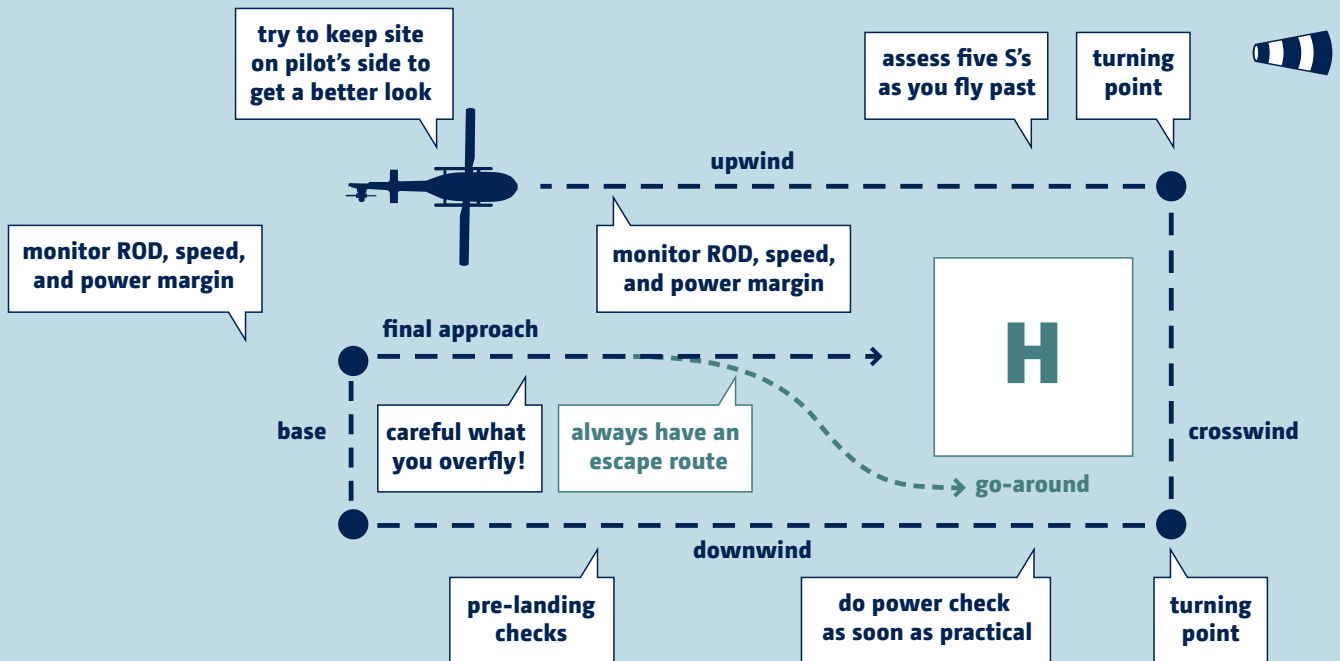 try to keep site
on pilot's side to
get a better look
assess five S's
as you fly past
turning
point
upwind
monitor ROD, speed,
and power margin
monitor ROD, speed,
and power margin
final approach
H
base
careful what
you overfly!
always have an
escape route
crosswind
go-around
downwind
pre-landing
checks
do power check
as soon as practical
turning
point